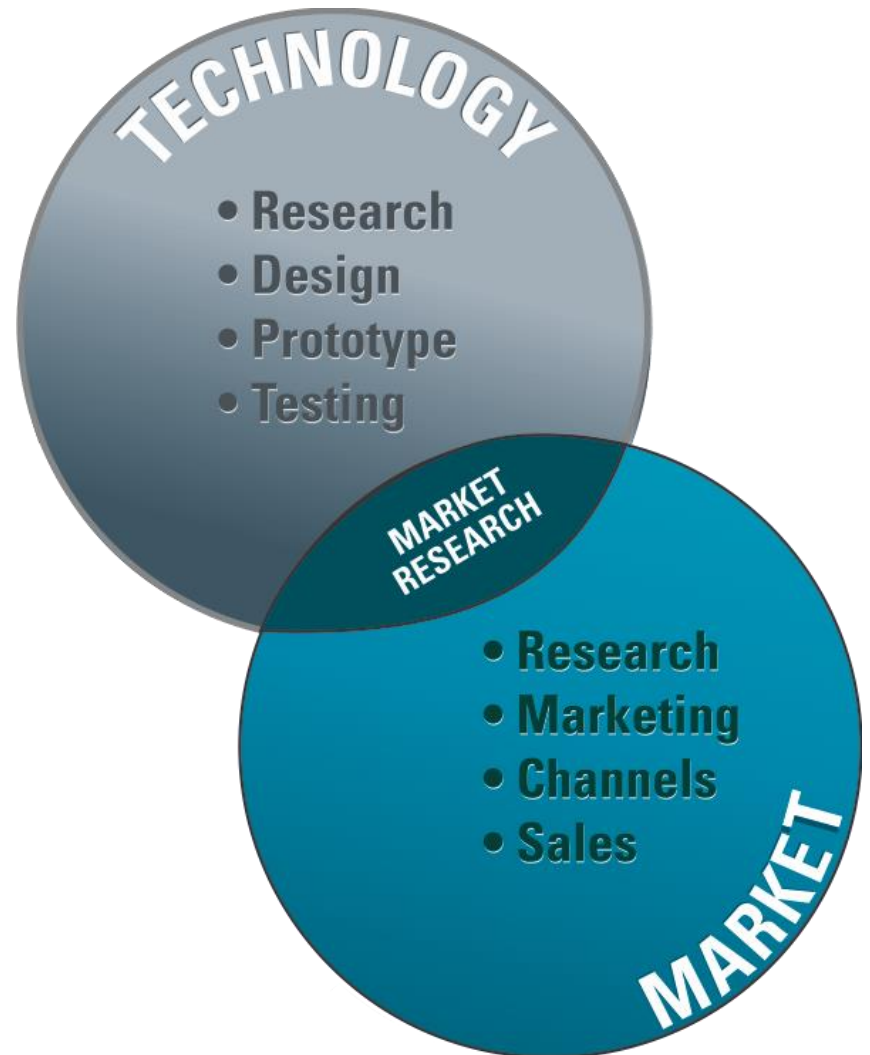 TECHNOLOGY
• Research
• Design
• Prototype
• Testing
MARKET
RESEARCH
• Research
• Marketing
• Channels
• Sales
MARKET